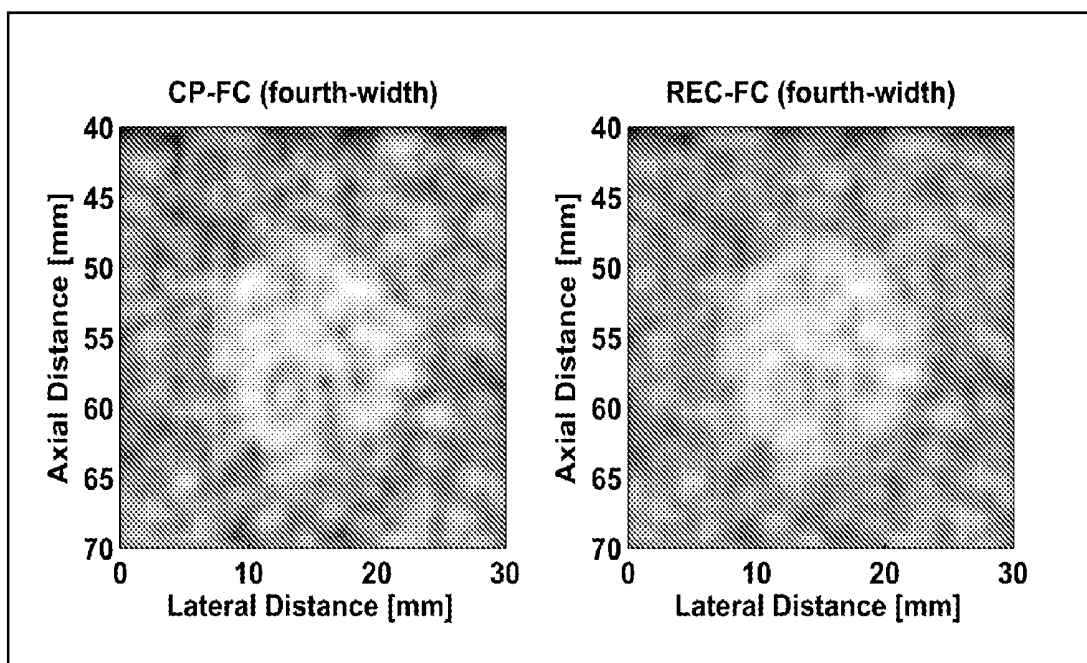 CP-FC (fourth-width)
40
45
50
55
60
65
70
Axial Distance [mm]
0 10 20 30
Lateral Distance [mm]
REC-FC (fourth-width)
40
45
50
55
60
65
70
Axial Distance [mm]
0 10 20 30
Lateral Distance [mm]